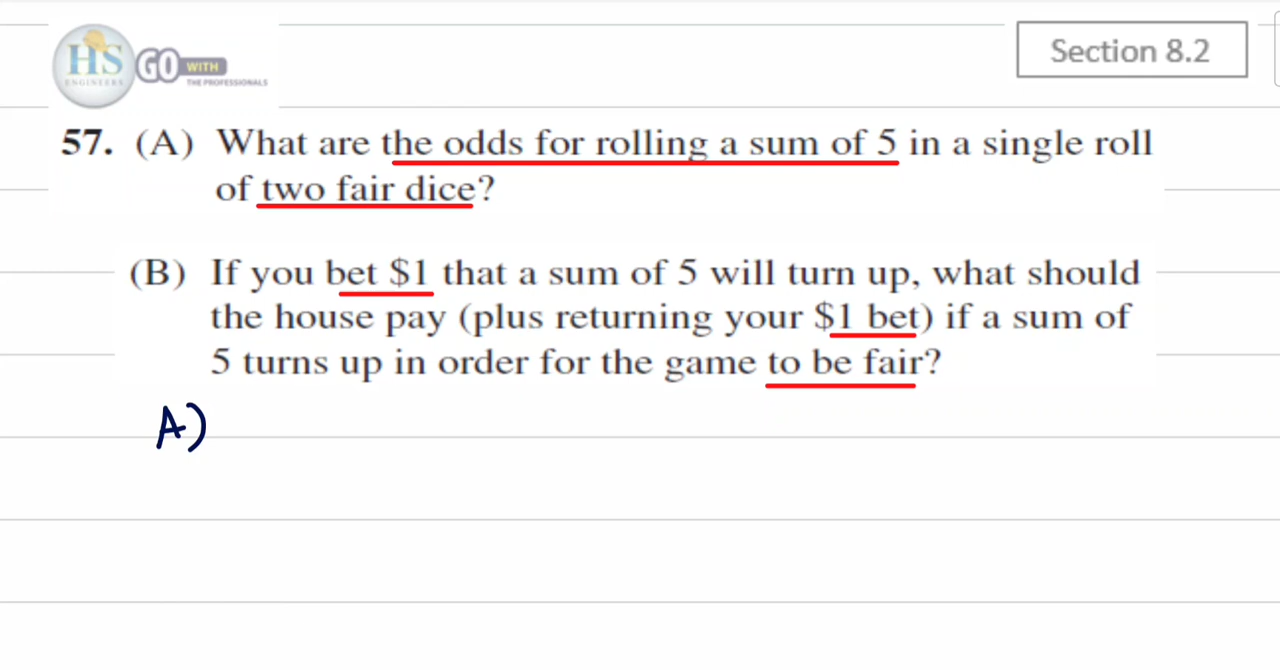 HS
ENGINEERS
GO WITH
THE PROFESSIONALS
Section 8.2
57. (A) What are the odds for rolling a sum of 5 in a single roll
of two fair dice?
(B) If you bet $1 that a sum of 5 will turn up, what should
the house pay (plus returning your $1 bet) if a sum of
5 turns up in order for the game to be fair?
A)